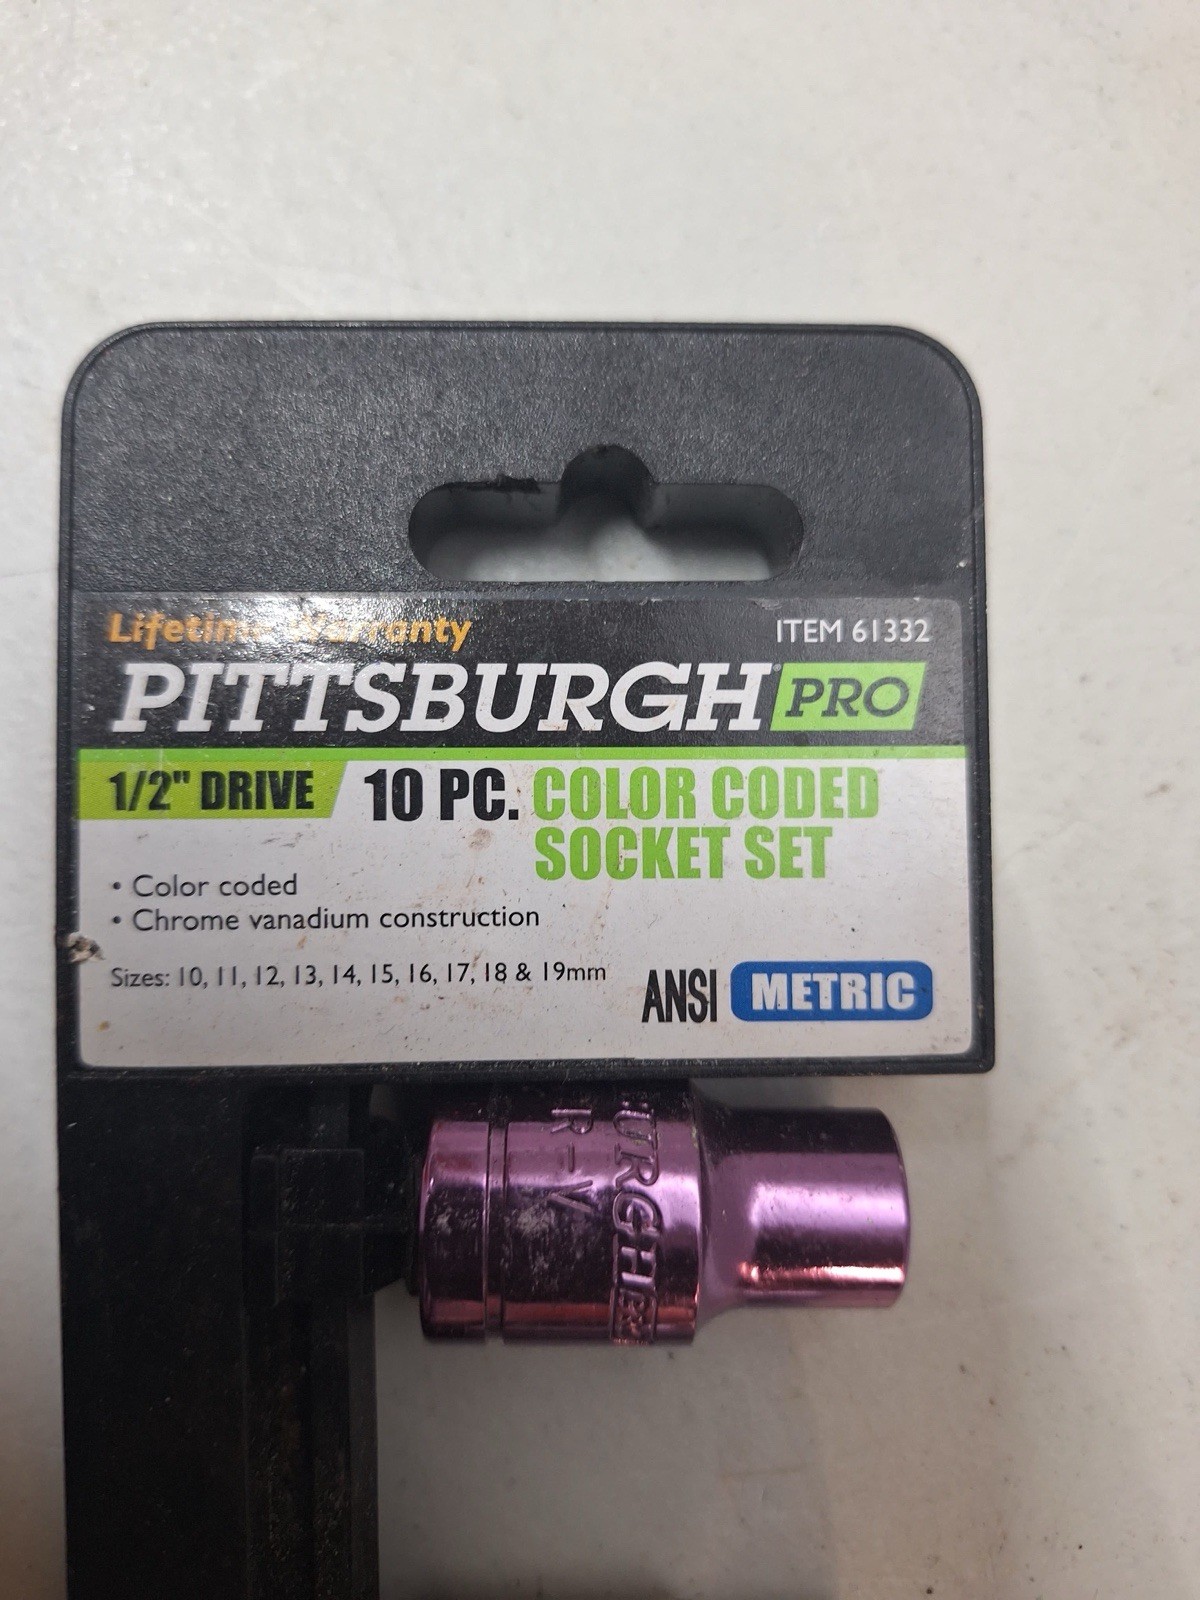 Lifetime Warranty
ITEM 61332
PITTSBURGH® PRO
1/2" DRIVE
10 PC. COLOR CODED
SOCKET SET
• Color coded
• Chrome vanadium construction
Sizes: 10, 11, 12, 13, 14, 15, 16, 17, 18 & 19mm
ANSI METRIC
R-V
URGH